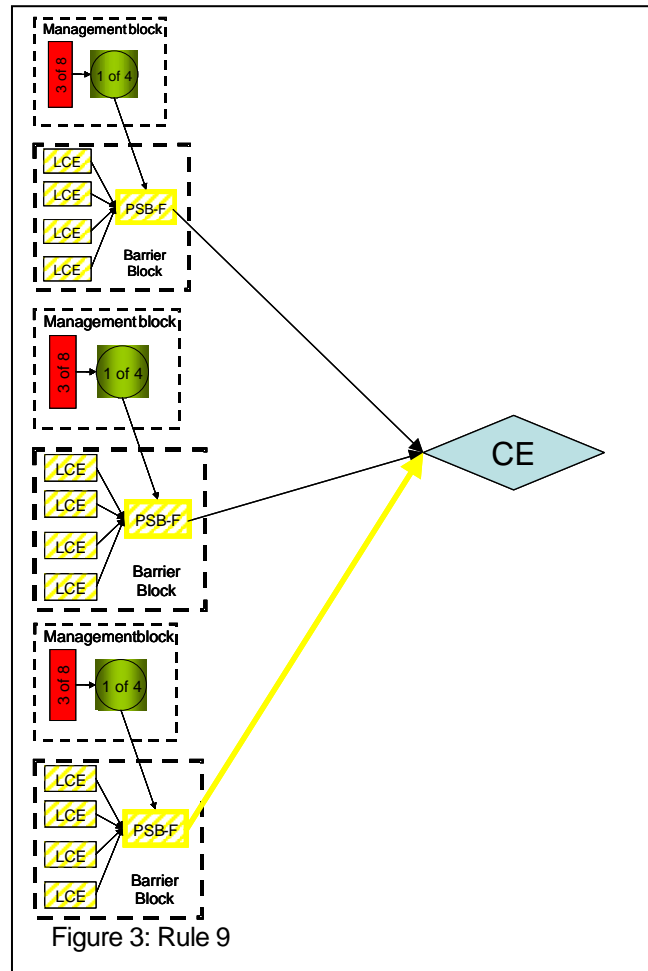 Management block
3 of 8
1 of 4
LCE
LCE
LCE
LCE
PSB-F
Barrier
Block
Management block
3 of 8
1 of 4
LCE
LCE
LCE
LCE
PSB-F
Barrier
Block
CE
Managementblock
3 of 8
1 of 4
LCE
LCE
LCE
LCE
PSB-F
Barrier
Block
Figure 3: Rule 9